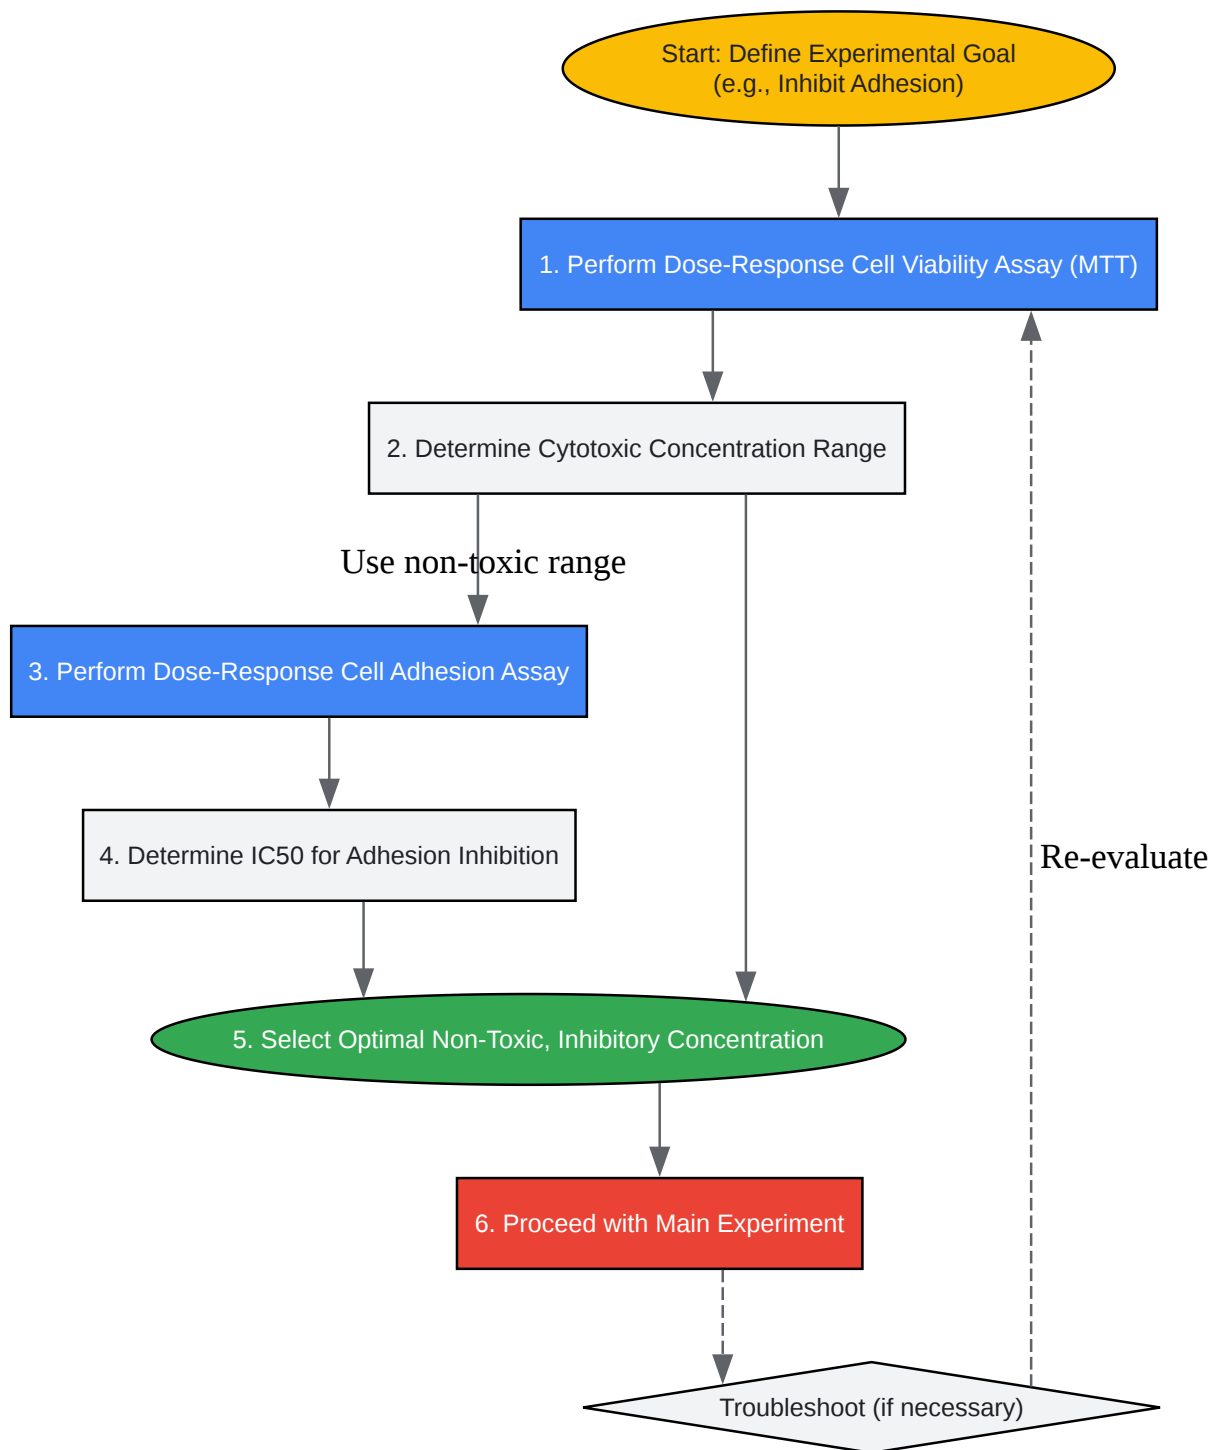 Start: Define Experimental Goal
(e.g., Inhibit Adhesion)
1. Perform Dose-Response Cell Viability Assay (MTT)
2. Determine Cytotoxic Concentration Range
Use non-toxic range
3. Perform Dose-Response Cell Adhesion Assay
4. Determine IC50 for Adhesion Inhibition
Re-evaluate
5. Select Optimal Non-Toxic, Inhibitory Concentration
6. Proceed with Main Experiment
Troubleshoot (if necessary)